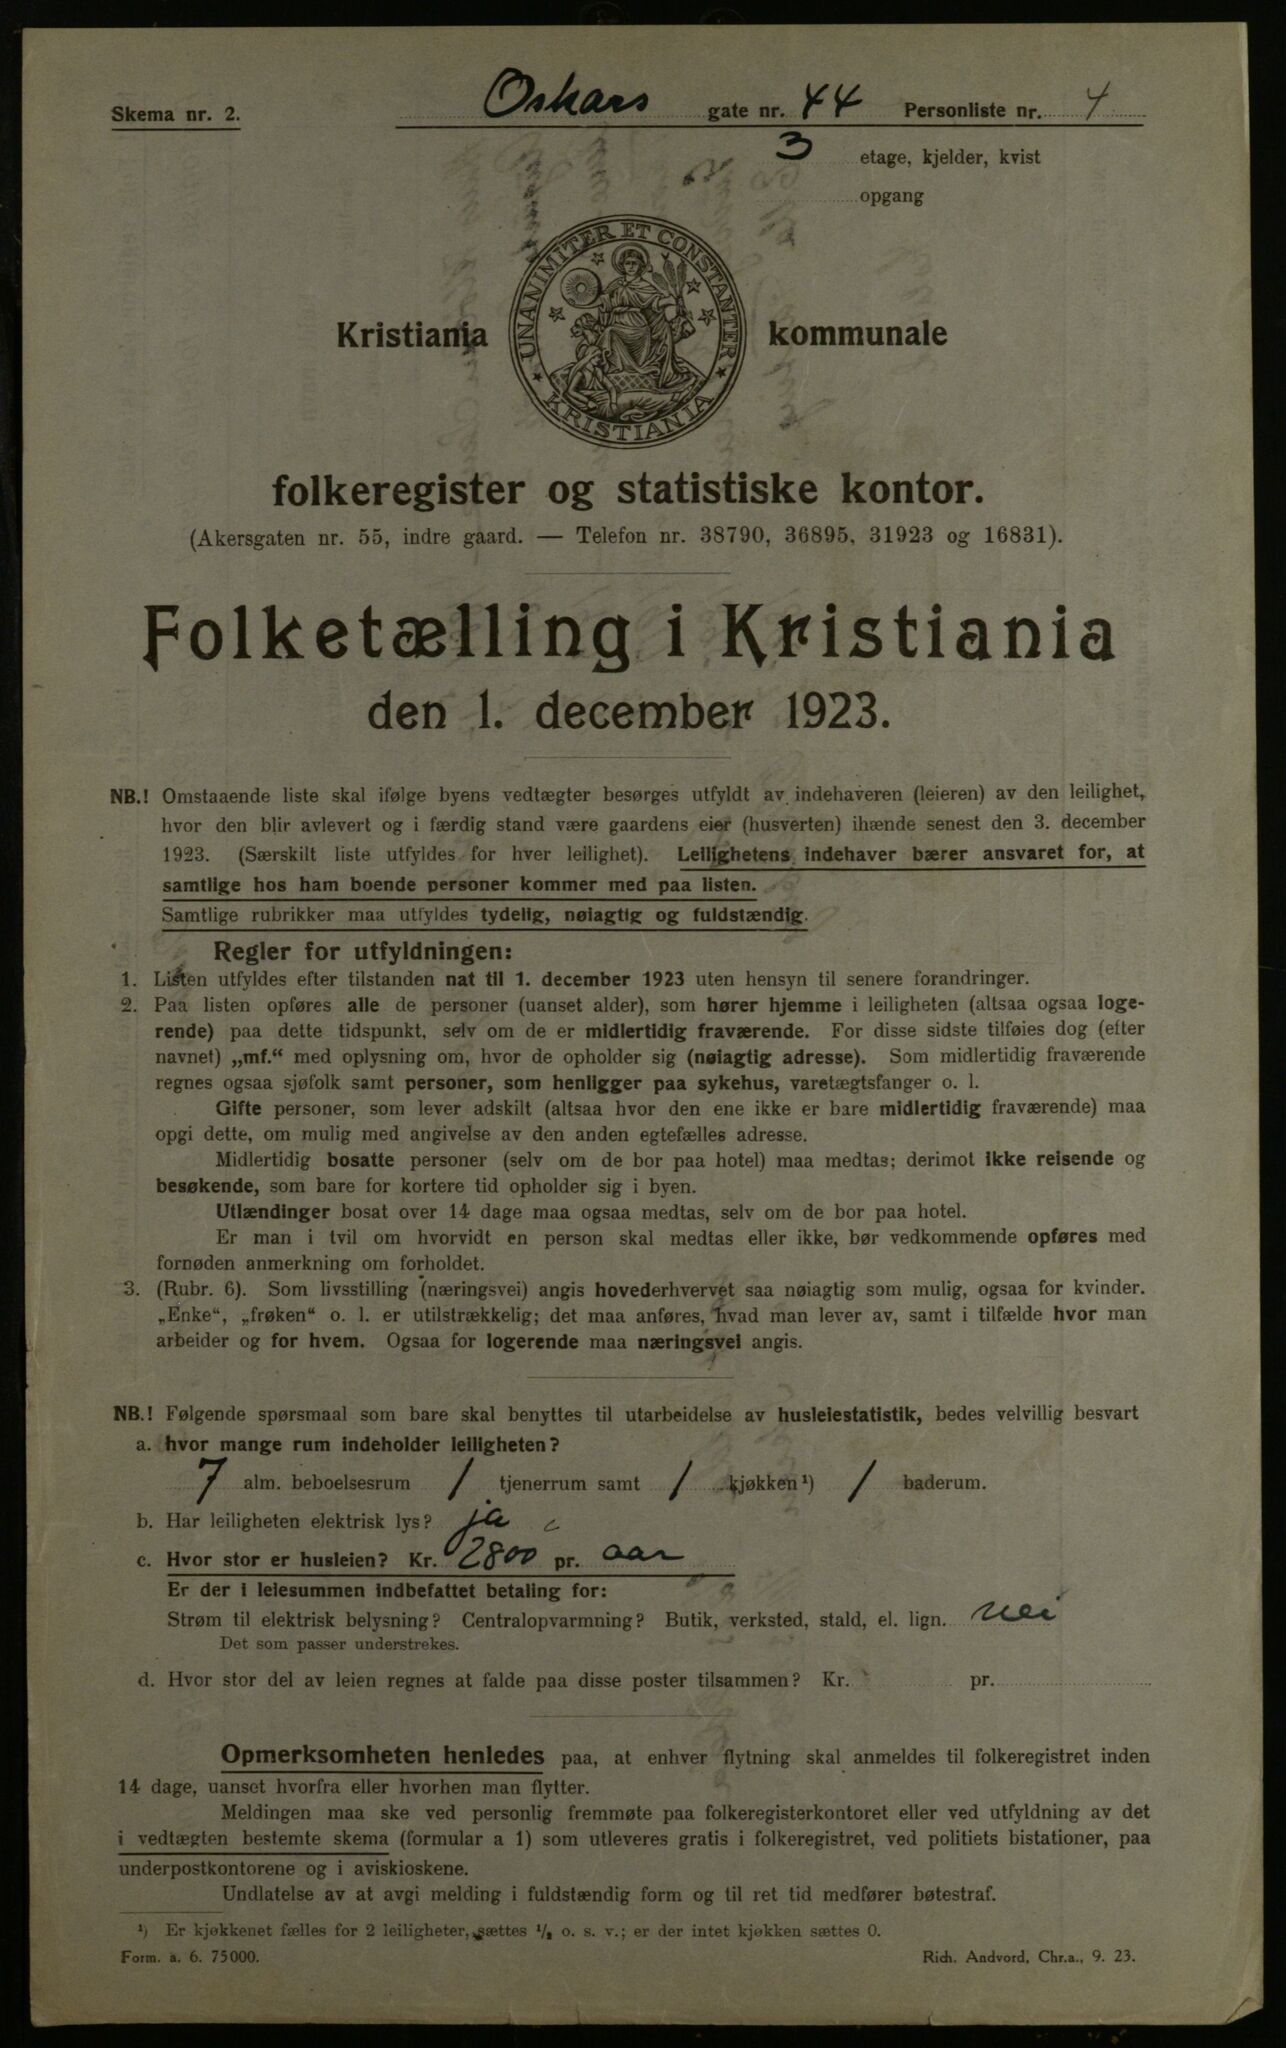 Skema nr. 2.
Oskars gate nr. 44 Personliste nr. 4
3 etage, kjelder, kvist
opgang
UNANIMITER ET CONSTANTER
KRISTIANIA
Kristiania kommunale
folkeregister og statistiske kontor.
(Akersgaten nr. 55, indre gaard. — Telefon nr. 38790, 36895, 31923 og 16831).
Folketælling i Kristiania
den 1. december 1923.
NB.! Omstaaende liste skal ifølge byens vedtægter besørges utfyldt av indehaveren (leieren) av den leilighet,
hvor den blir avlevert og i færdig stand være gaardens eier (husverten) ihænde senest den 3. december
1923. (Særskilt liste utfyldes for hver leilighet). Leilighetens indehaver bærer ansvaret for, at
samtlige hos ham boende personer kommer med paa listen.
Samtlige rubrikker maa utfyldes tydelig, nøiagtig og fuldstændig.
Regler for utfyldningen:
1. Listen utfyldes efter tilstanden nat til 1. december 1923 uten hensyn til senere forandringer.
2. Paa listen opføres alle de personer (uanset alder), som hører hjemme i leiligheten (altsaa ogsaa loge-
rende) paa dette tidspunkt, selv om de er midlertidig fraværende. For disse sidste tilføies dog (efter
navnet) „mf.“ med oplysning om, hvor de opholder sig (nøiagtig adresse). Som midlertidig fraværende
regnes ogsaa sjøfolk samt personer, som henligger paa sykehus, varetægtsfanger o. l.
Gifte personer, som lever adskilt (altsaa hvor den ene ikke er bare midlertidig fraværende) maa
opgi dette, om mulig med angivelse av den anden egtefælles adresse.
Midlertidig bosatte personer (selv om de bor paa hotel) maa medtas; derimot ikke reisende og
besøkende, som bare for kortere tid opholder sig i byen.
Utlændinger bosat over 14 dage maa ogsaa medtas, selv om de bor paa hotel.
Er man i tvil om hvorvidt en person skal medtas eller ikke, bør vedkommende opføres med
fornøden anmerkning om forholdet.
3. (Rubr. 6). Som livsstilling (næringsvei) angis hovederhvervet saa nøiagtig som mulig, ogsaa for kvinder.
„Enke“, „frøken“ o. l. er utilstrækkelig; det maa anføres, hvad man lever av, samt i tilfælde hvor man
arbeider og for hvem. Ogsaa for logerende maa næringsvei angis.
NB.! Følgende spørsmaal som bare skal benyttes til utarbeidelse av husleiestatistik, bedes velvillig besvart
a. hvor mange rum indeholder leiligheten?
7 alm. beboelsesrum 1 tjenerrum samt 1 kjøkken¹) 1 baderum.
b. Har leiligheten elektrisk lys? ja
c. Hvor stor er husleien? Kr. 2800 pr. aar
Er der i leiesummen indbefattet betaling for:
Strøm til elektrisk belysning? Centralopvarmning? Butik, verksted, stald, el. lign. nei
Det som passer understrekes.
d. Hvor stor del av leien regnes at falde paa disse poster tilsammen? Kr. pr.
Opmerksomheten henledes paa, at enhver flytning skal anmeldes til folkeregistret inden
14 dage, uanset hvorfra eller hvorhen man flytter.
Meldingen maa ske ved personlig fremmøte paa folkeregisterkontoret eller ved utfyldning av det
i vedtægten bestemte skema (formular a 1) som utleveres gratis i folkeregistret, ved politiets bistationer, paa
underpostkontorene og i aviskioskene.
Undlatelse av at avgi melding i fuldstændig form og til ret tid medfører bøtestraf.
¹) Er kjøkkenet fælles for 2 leiligheter, sættes ½ o. s. v.; er der intet kjøkken sættes 0.
Form. a. 6. 75000. Rich. Andvord, Chr.a., 9. 23.